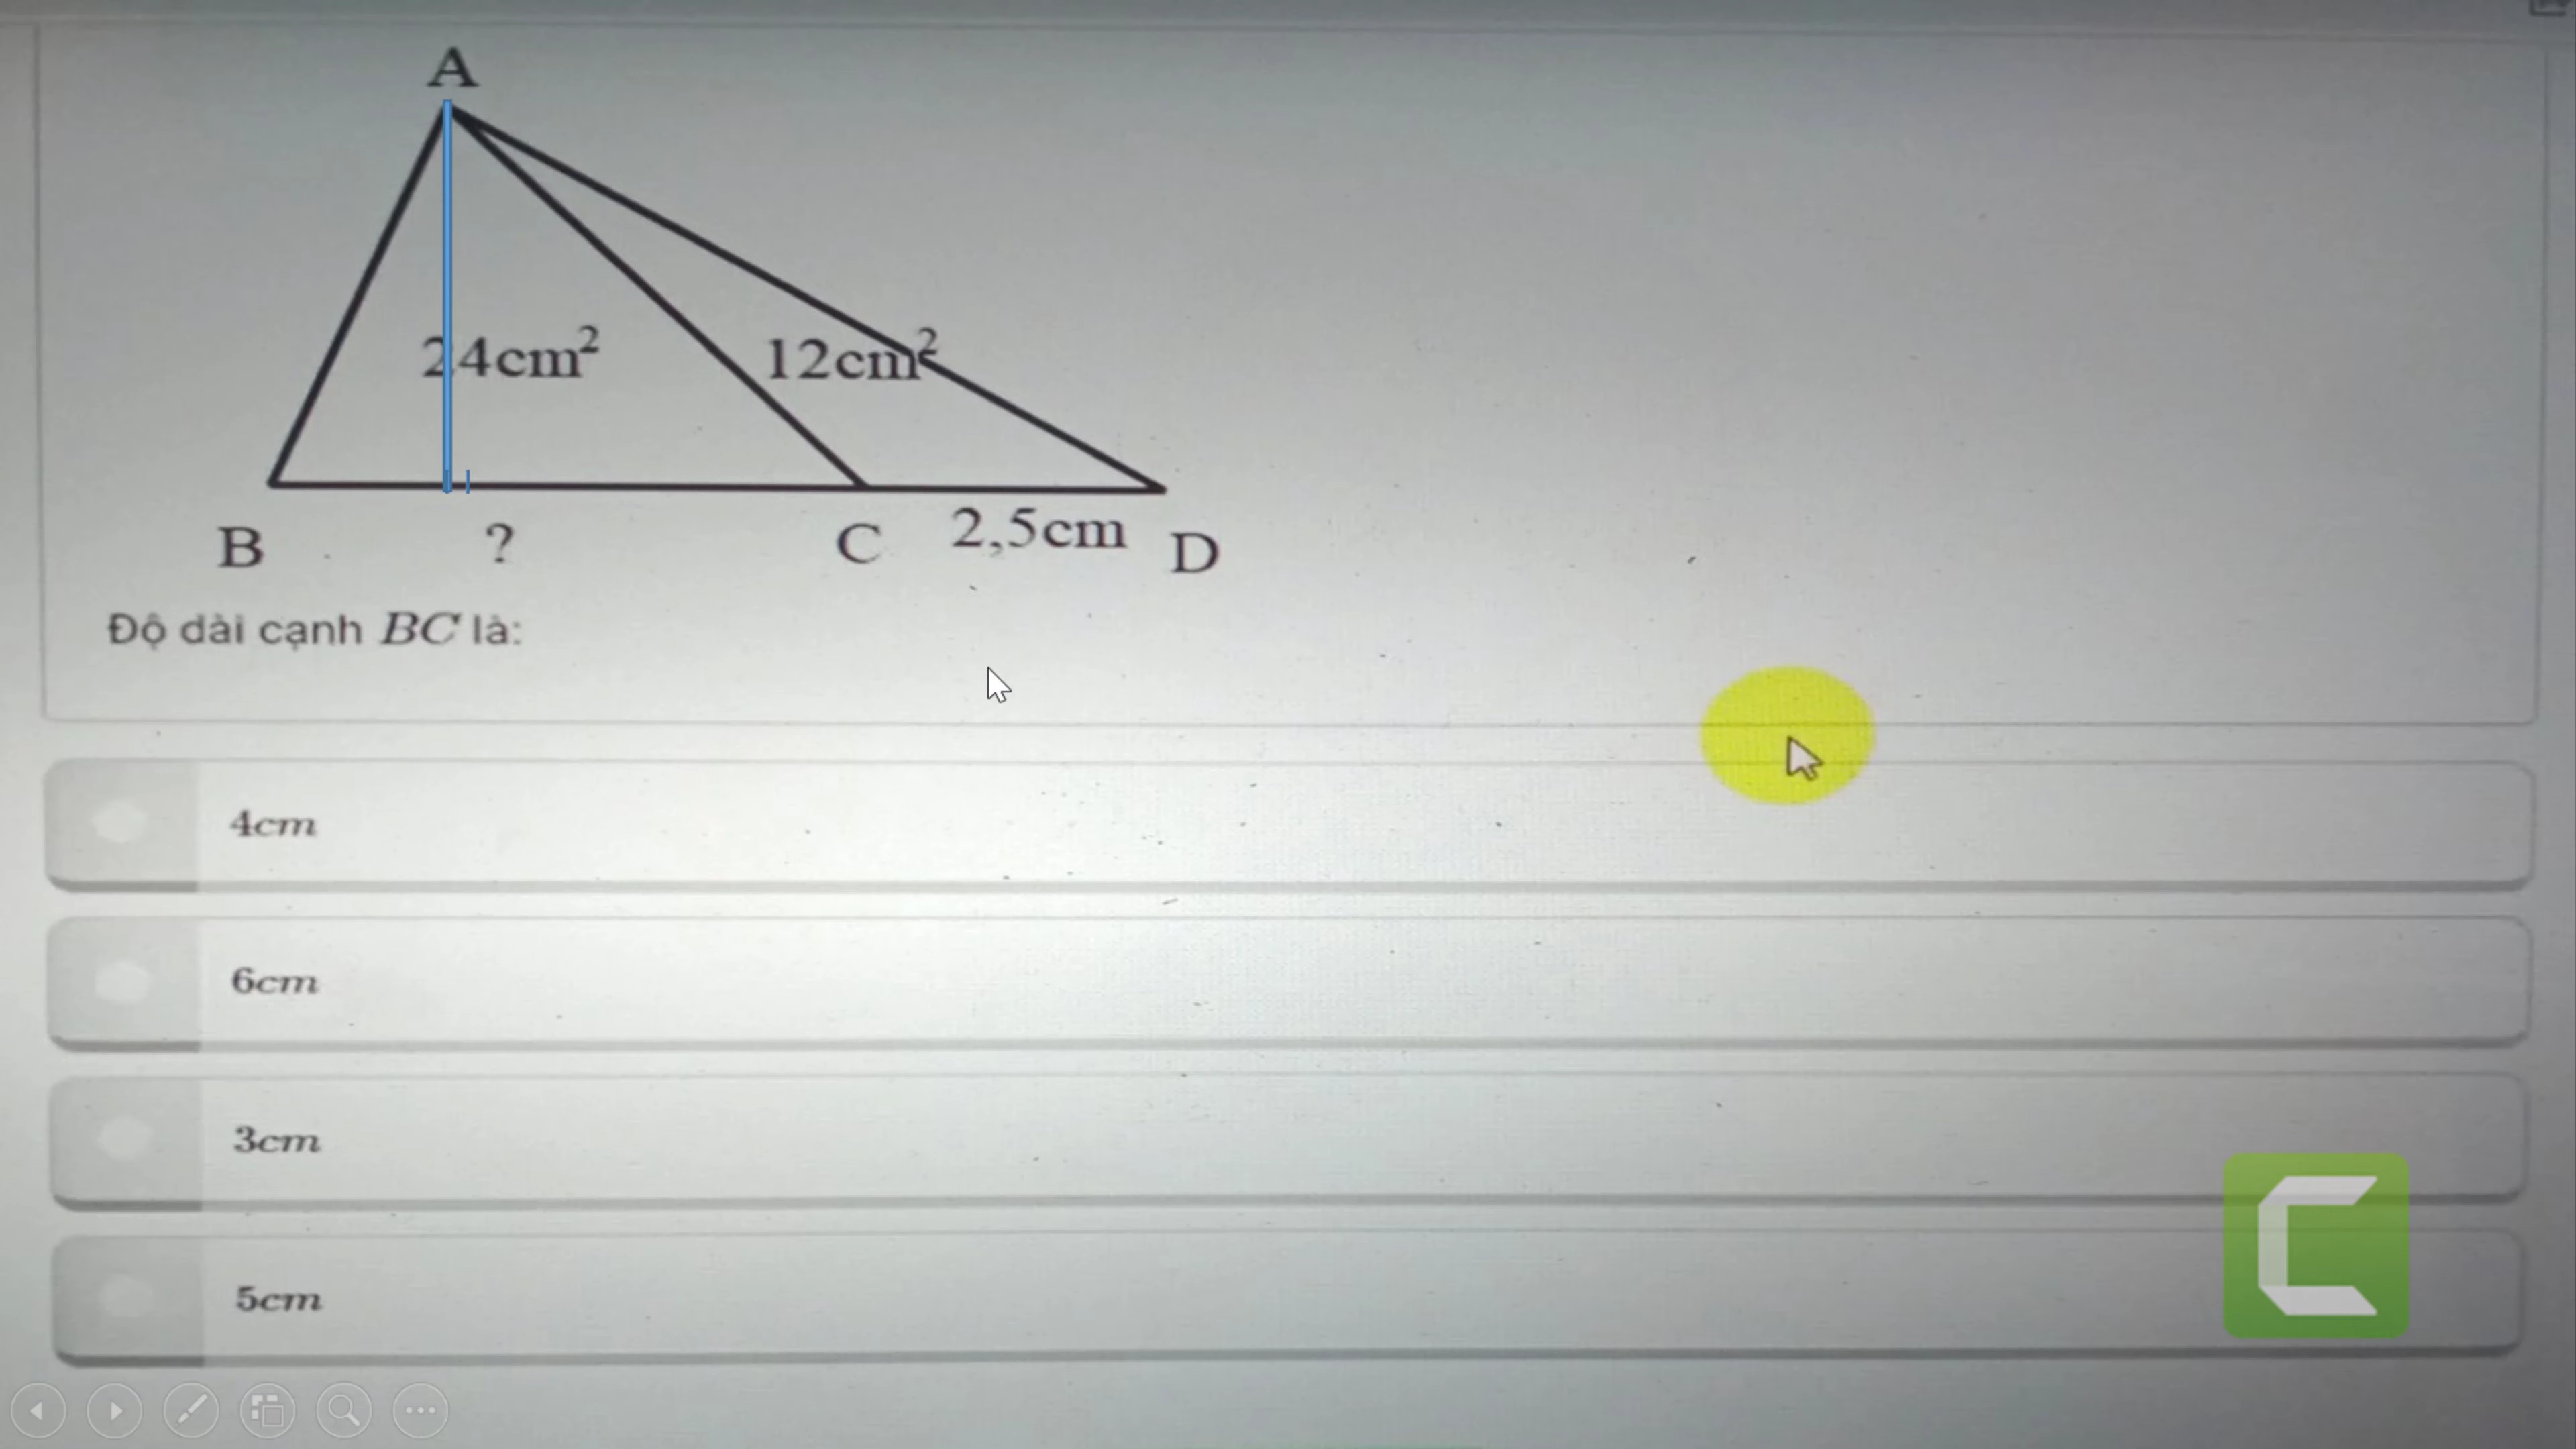 A
24cm²
12cm²
B
?
C
2,5cm
D
Độ dài cạnh BC là:
4cm
6cm
3cm
5cm